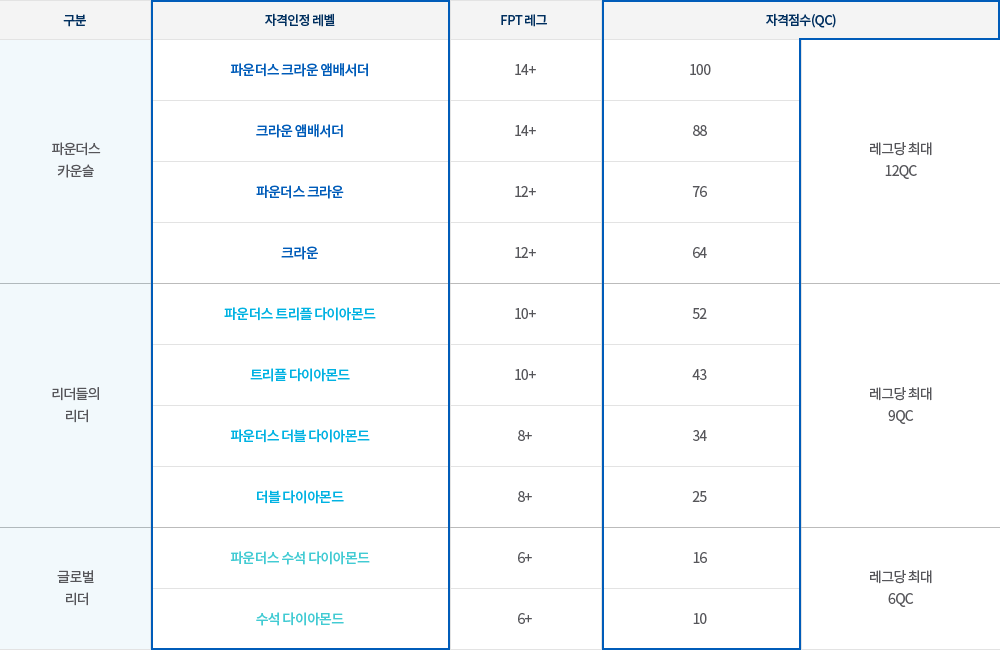 구분 자격인정 레벨 FPT 레그 자격점수(QC)
파운더스 크라운 앰배서더 14+ 100
크라운 앰배서더 14+ 88
파운더스
카운슬
레그당 최대
12QC
파운더스 크라운 12+ 76
크라운 12+ 64
파운더스 트리플 다이아몬드 10+ 52
트리플 다이아몬드 10+ 43
리더들의
리더
레그당 최대
9QC
파운더스 더블 다이아몬드 8+ 34
더블 다이아몬드 8+ 25
파운더스 수석 다이아몬드 6+ 16
글로벌
리더
레그당 최대
6QC
수석 다이아몬드 6+ 10